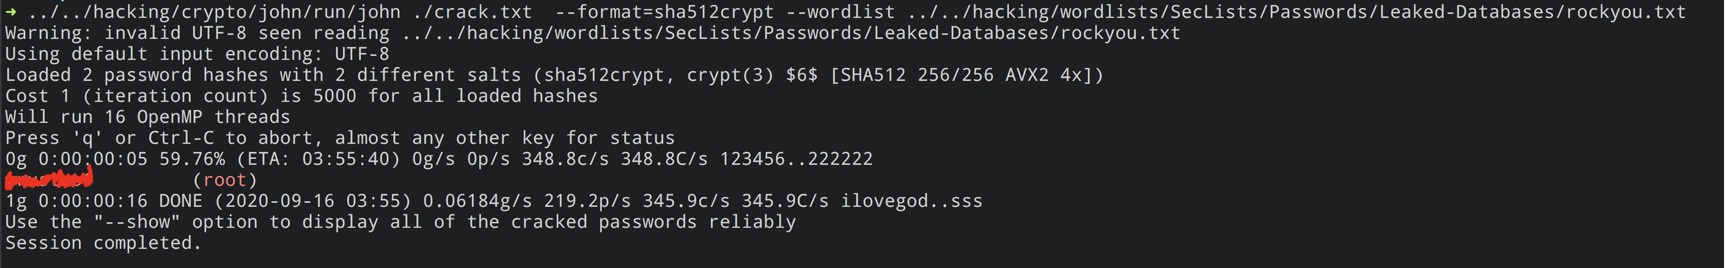 → ../../hacking/crypto/john/run/john ./crack.txt  --format=sha512crypt --wordlist ../../hacking/wordlists/SecLists/Passwords/Leaked-Databases/rockyou.txt
Warning: invalid UTF-8 seen reading ../../hacking/wordlists/SecLists/Passwords/Leaked-Databases/rockyou.txt
Using default input encoding: UTF-8
Loaded 2 password hashes with 2 different salts (sha512crypt, crypt(3) $6$ [SHA512 256/256 AVX2 4x])
Cost 1 (iteration count) is 5000 for all loaded hashes
Will run 16 OpenMP threads
Press 'q' or Ctrl-C to abort, almost any other key for status
0g 0:00:00:05 59.76% (ETA: 03:55:40) 0g/s 0p/s 348.8c/s 348.8C/s 123456..222222
(root)
1g 0:00:00:16 DONE (2020-09-16 03:55) 0.06184g/s 219.2p/s 345.9c/s 345.9C/s ilovegod..sss
Use the "--show" option to display all of the cracked passwords reliably
Session completed.